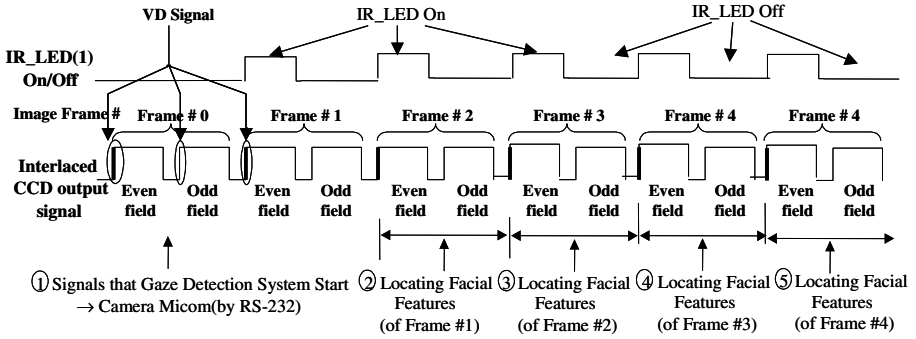 VD Signal
IR_LED On
IR_LED Off
IR_LED(1)
On/Off
Image Frame #
Frame # 0
Frame # 1
Frame # 2
Frame # 3
Frame # 4
Frame # 4
Interlaced
CCD output
signal
Even
field
Odd
field
Even
field
Odd
field
Even
field
Odd
field
Even
field
Odd
field
Even
field
Odd
field
Even
field
Odd
field
① Signals that Gaze Detection System Start
→ Camera Micom(by RS-232)
② Locating Facial
Features
(of Frame #1)
③ Locating Facial
Features
(of Frame #2)
④ Locating Facial
Features
(of Frame #3)
⑤ Locating Facial
Features
(of Frame #4)